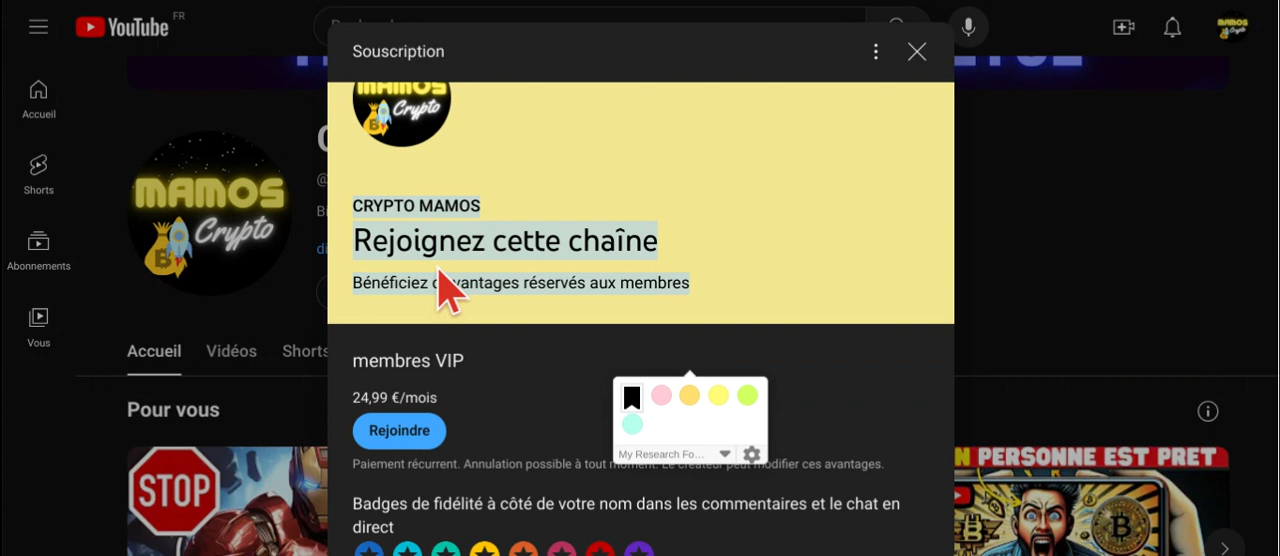 YouTube FR
Souscription
MAMOS
Crypto
MAMOS
Crypto
CRYPTO MAMOS
Rejoignez cette chaîne
Bénéficiez d'avantages réservés aux membres
membres VIP
24,99 €/mois
Rejoindre
My Research Fo...
Paiement récurrent. Annulation possible à tout moment. Le créateur peut modifier ces avantages.
Badges de fidélité à côté de votre nom dans les commentaires et le chat en
direct
Accueil
Shorts
Abonnements
Vous
Accueil Vidéos Shorts
Pour vous
STOP
PERSONNE EST PRET